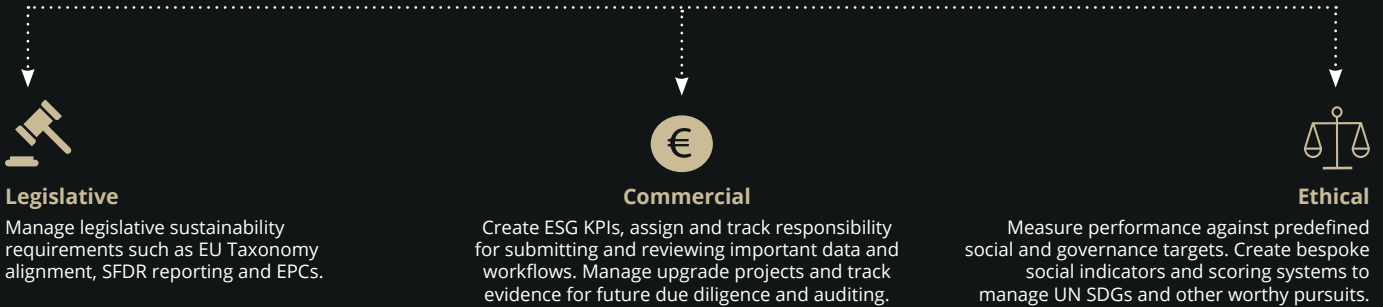 €
Legislative
Manage legislative sustainability
requirements such as EU Taxonomy
alignment, SFDR reporting and EPCs.
Commercial
Create ESG KPIs, assign and track responsibility
for submitting and reviewing important data and
workflows. Manage upgrade projects and track
evidence for future due diligence and auditing.
Ethical
Measure performance against predefined
social and governance targets. Create bespoke
social indicators and scoring systems to
manage UN SDGs and other worthy pursuits.